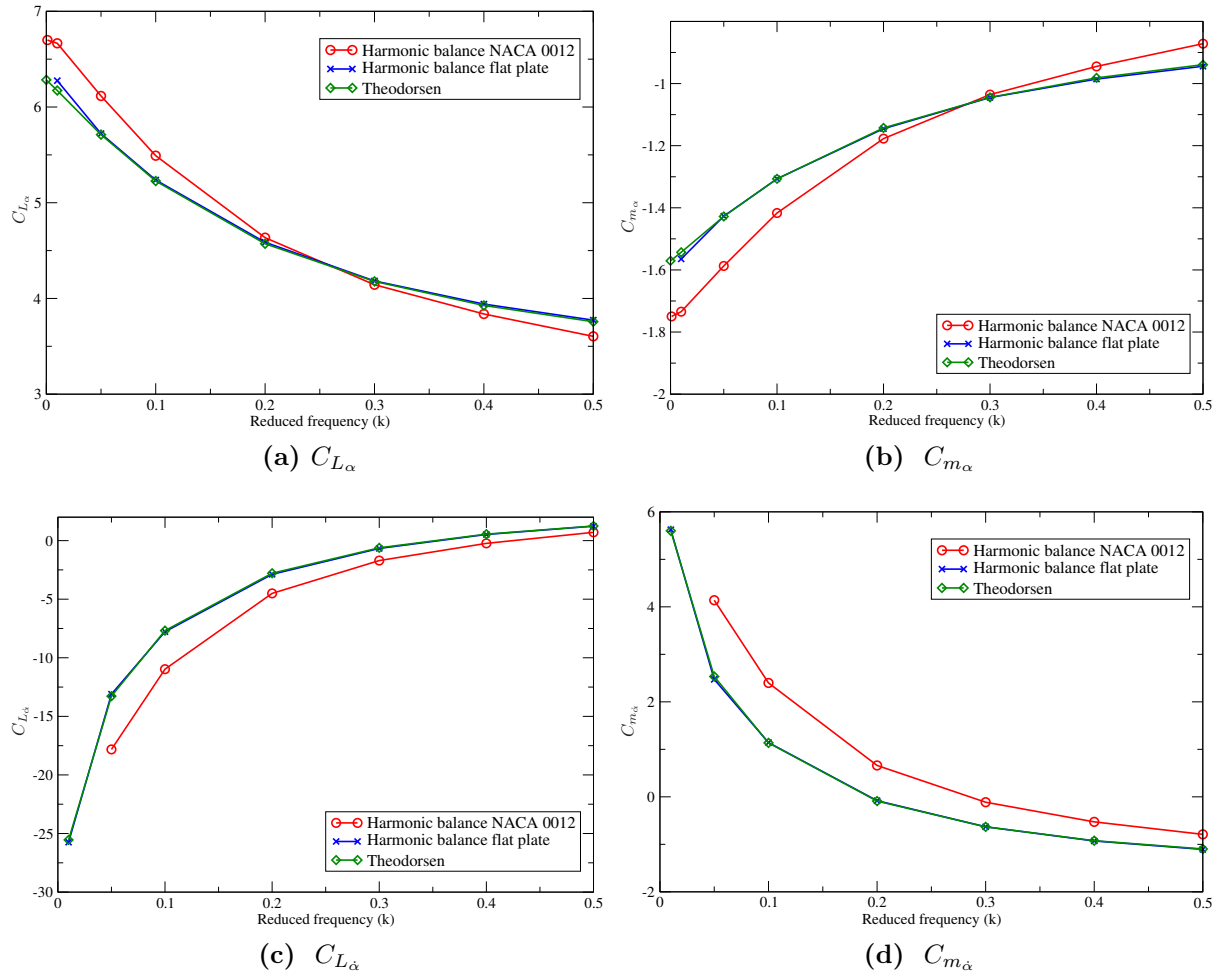 7
6
5
4
3
C_{L_α}
0 0.1 0.2 0.3 0.4 0.5
Reduced frequency (k)
Harmonic balance NACA 0012
Harmonic balance flat plate
Theodorsen
(a) C_{L_α}
-1
-1.2
-1.4
-1.6
-1.8
-2
C_{m_α}
0 0.1 0.2 0.3 0.4 0.5
Reduced frequency (k)
Harmonic balance NACA 0012
Harmonic balance flat plate
Theodorsen
(b) C_{m_α}
0
-5
-10
-15
-20
-25
-30
C_{L_α̇}
0 0.1 0.2 0.3 0.4 0.5
Reduced frequency (k)
Harmonic balance NACA 0012
Harmonic balance flat plate
Theodorsen
(c) C_{L_α̇}
6
4
2
0
-2
C_{m_α̇}
0 0.1 0.2 0.3 0.4 0.5
Reduced frequency (k)
Harmonic balance NACA 0012
Harmonic balance flat plate
Theodorsen
(d) C_{m_α̇}